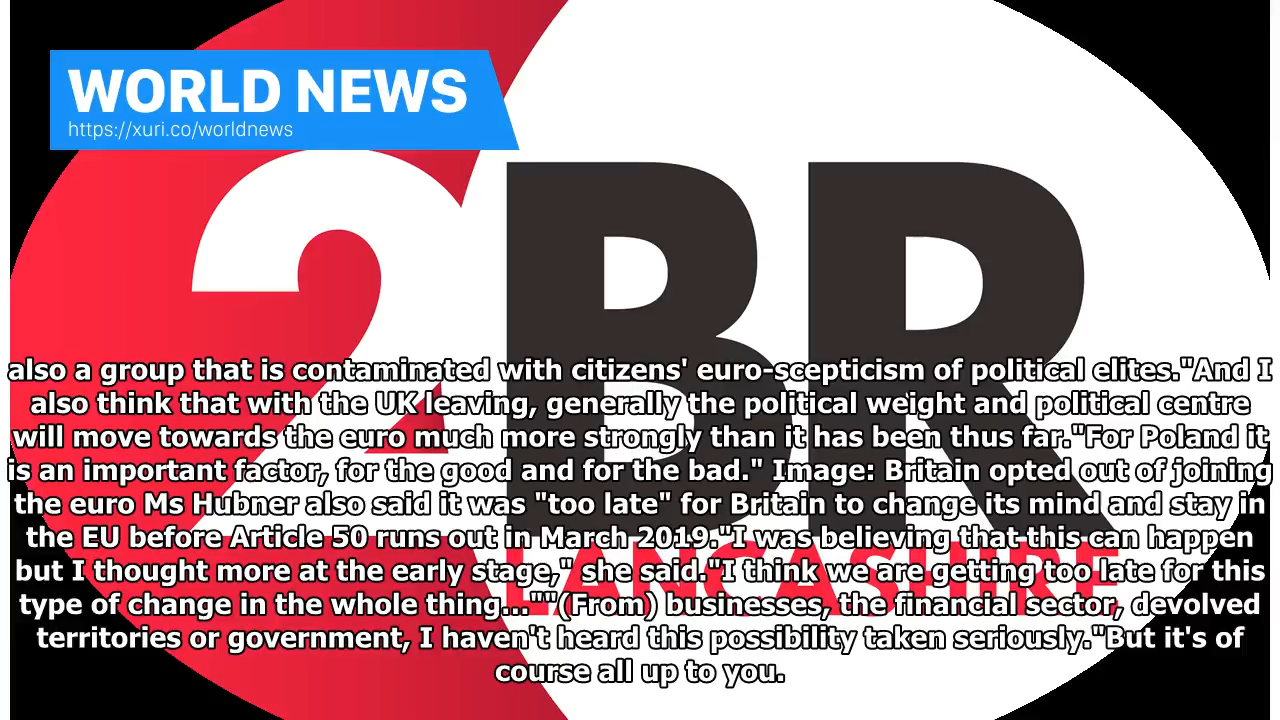 WORLD NEWS
https://xuri.co/worldnews
2BR
LANCASHIRE
also a group that is contaminated with citizens' euro-scepticism of political elites."And I
also think that with the UK leaving, generally the political weight and political centre
will move towards the euro much more strongly than it has been thus far."For Poland it
is an important factor, for the good and for the bad." Image: Britain opted out of joining
the euro Ms Hubner also said it was "too late" for Britain to change its mind and stay in
the EU before Article 50 runs out in March 2019."I was believing that this can happen
but I thought more at the early stage," she said."I think we are getting too late for this
type of change in the whole thing...""(From) businesses, the financial sector, devolved
territories or government, I haven't heard this possibility taken seriously."But it's of
course all up to you.